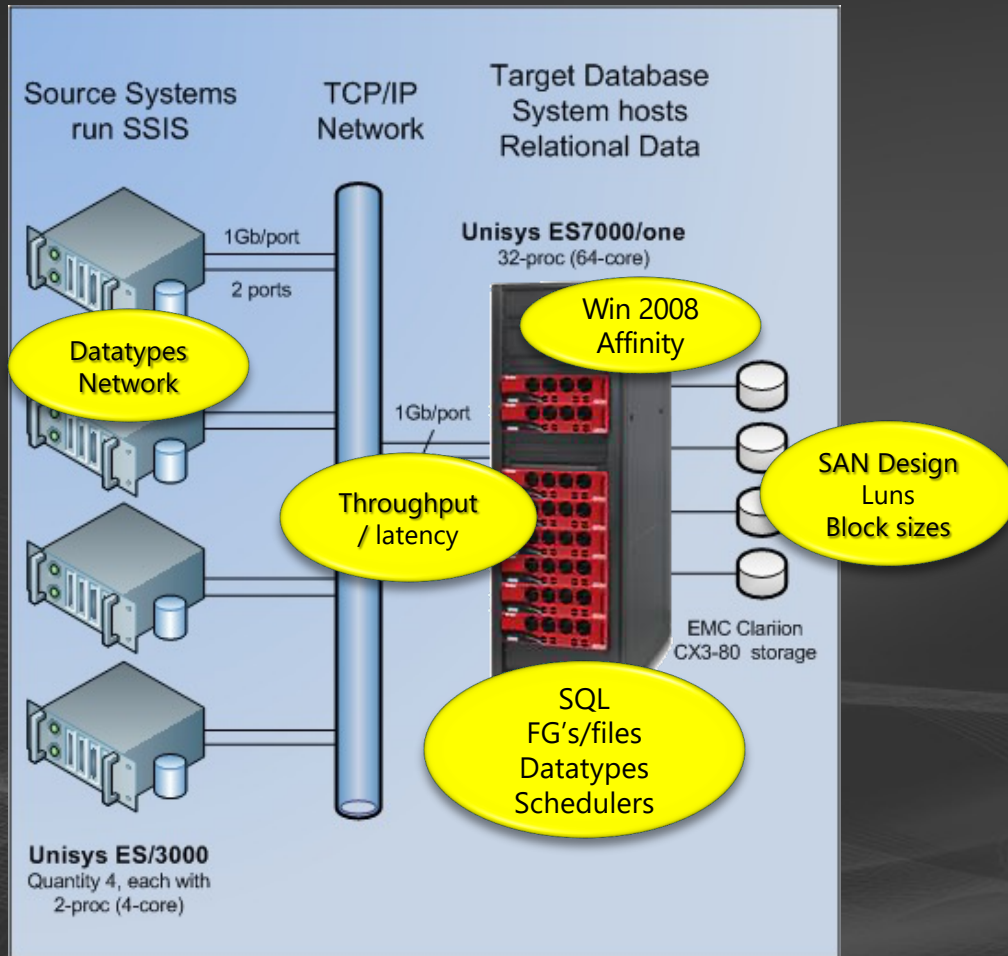 Source Systems
run SSIS
TCP/IP
Network
Target Database
System hosts
Relational Data
1Gb/port
2 ports
Unisys ES7000/one
32-proc (64-core)
Win 2008
Affinity
Datatypes
Network
1Gb/port
Throughput
/ latency
SAN Design
Luns
Block sizes
EMC Clariion
CX3-80 storage
SQL
FG's/files
Datatypes
Schedulers
Unisys ES/3000
Quantity 4, each with
2-proc (4-core)